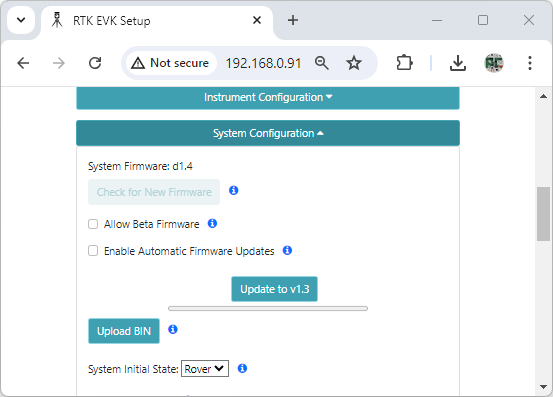 RTK EVK Setup
Not secure 192.168.0.91
Instrument Configuration
System Configuration
System Firmware: d1.4
Check for New Firmware
Allow Beta Firmware
Enable Automatic Firmware Updates
Update to v1.3
Upload BIN
System Initial State: Rover